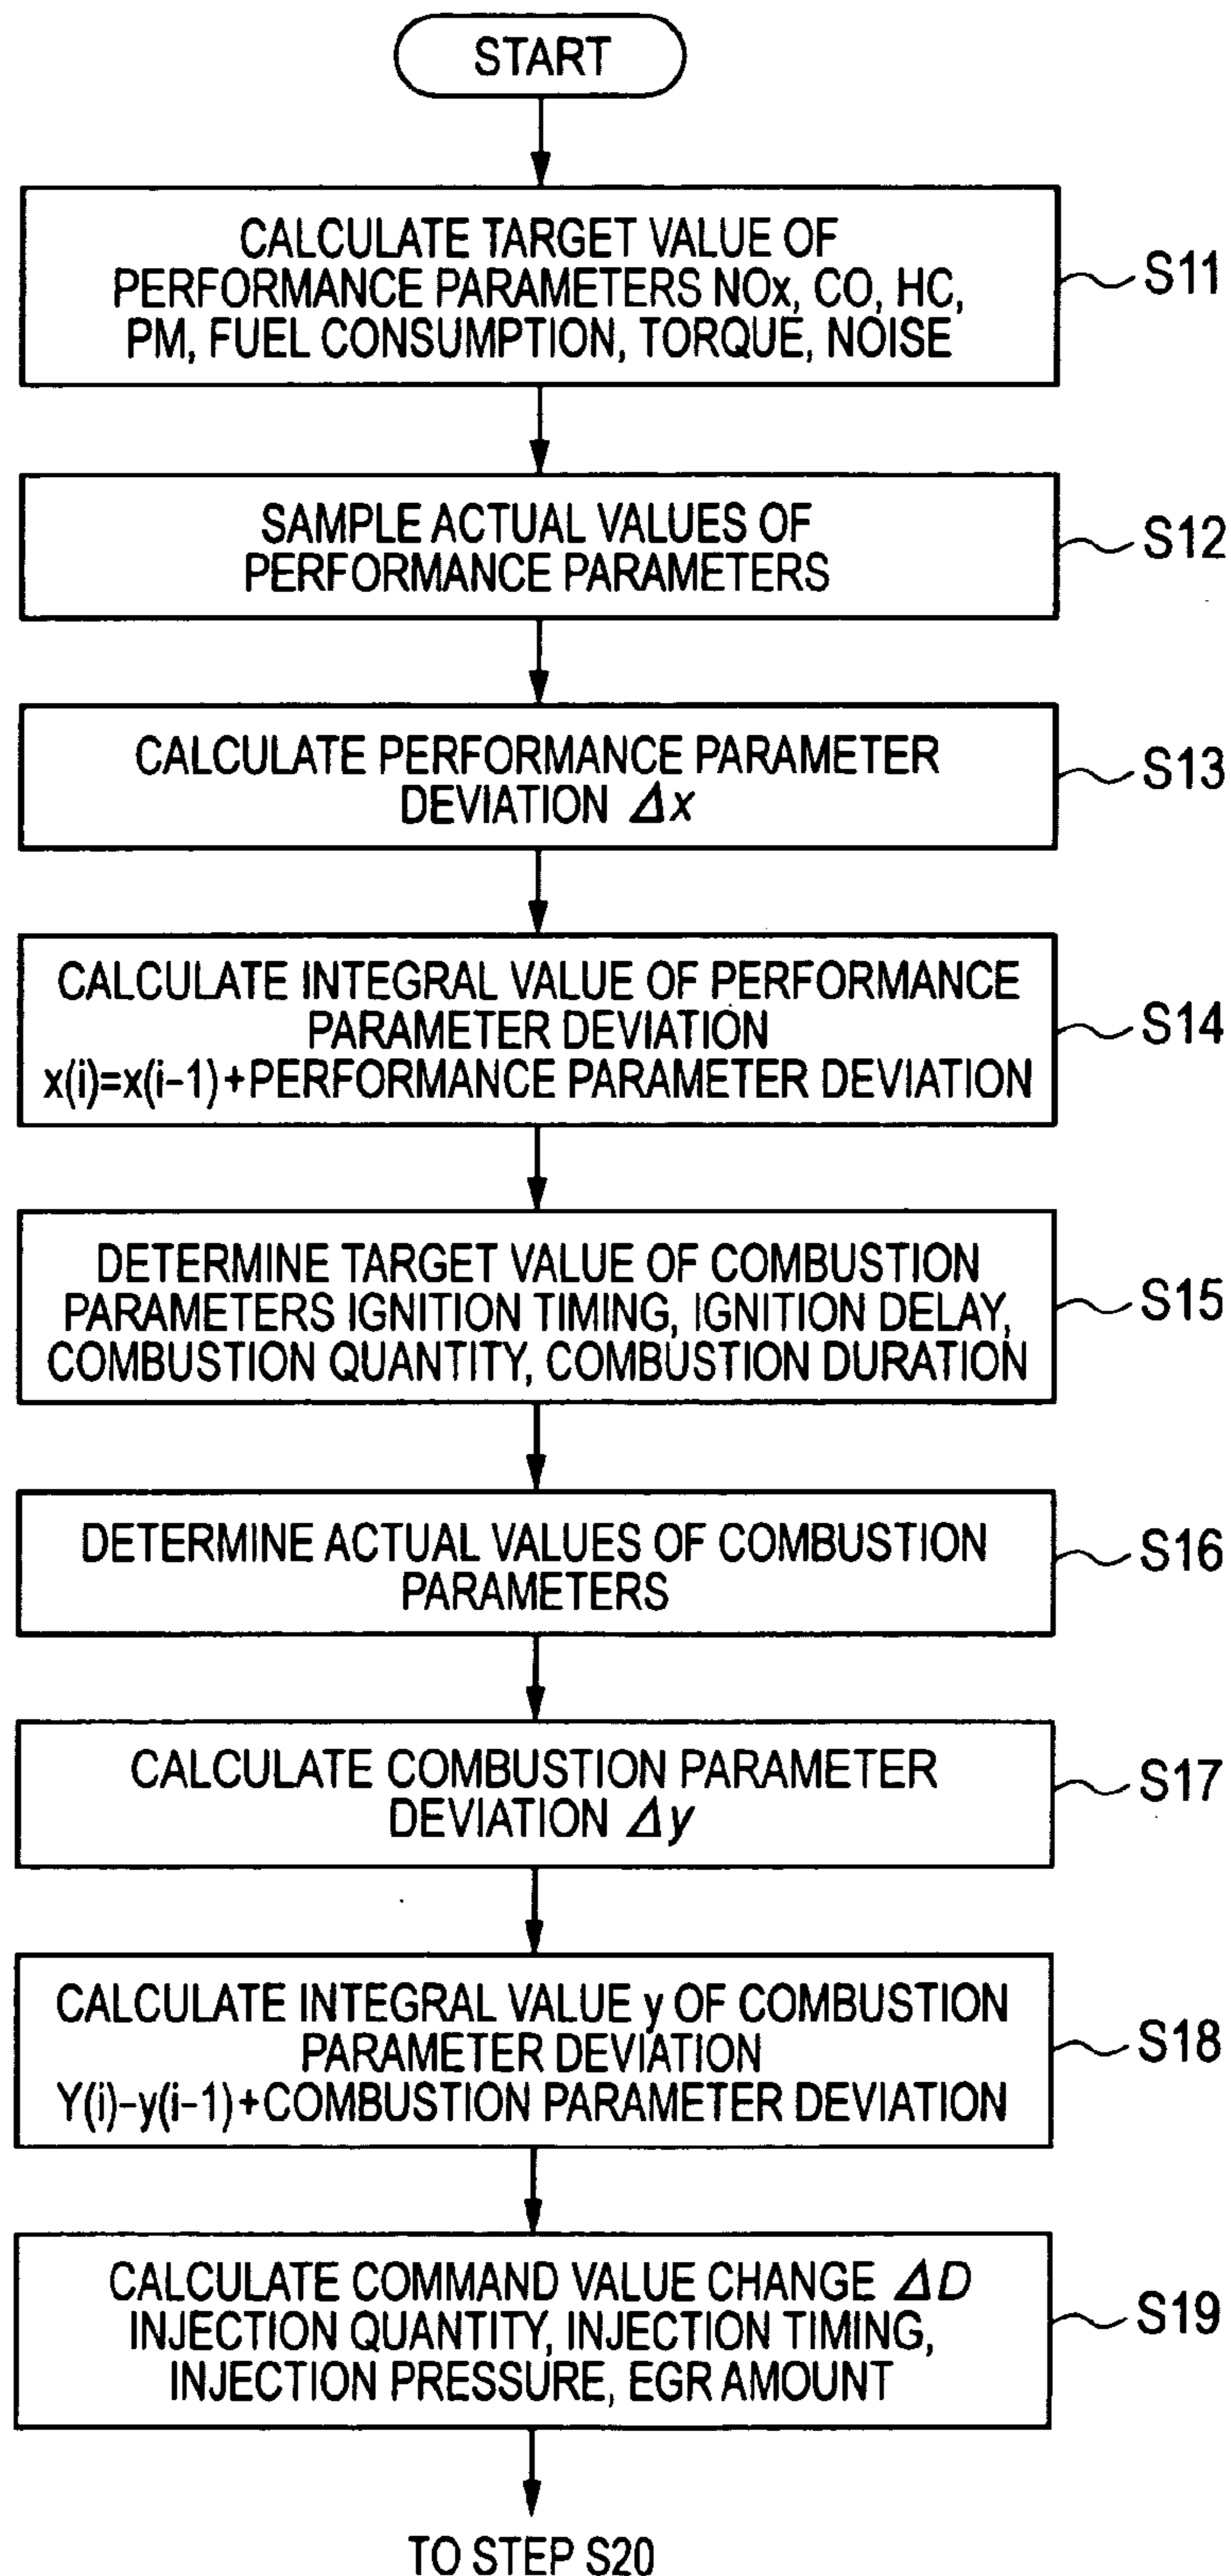 START
CALCULATE TARGET VALUE OF
PERFORMANCE PARAMETERS NOx, CO, HC,
PM, FUEL CONSUMPTION, TORQUE, NOISE
S11
SAMPLE ACTUAL VALUES OF
PERFORMANCE PARAMETERS
S12
CALCULATE PERFORMANCE PARAMETER
DEVIATION Δx
S13
CALCULATE INTEGRAL VALUE OF PERFORMANCE
PARAMETER DEVIATION
x(i)=x(i-1)+PERFORMANCE PARAMETER DEVIATION
S14
DETERMINE TARGET VALUE OF COMBUSTION
PARAMETERS IGNITION TIMING, IGNITION DELAY,
COMBUSTION QUANTITY, COMBUSTION DURATION
S15
DETERMINE ACTUAL VALUES OF COMBUSTION
PARAMETERS
S16
CALCULATE COMBUSTION PARAMETER
DEVIATION Δy
S17
CALCULATE INTEGRAL VALUE y OF COMBUSTION
PARAMETER DEVIATION
Y(i)-y(i-1)+COMBUSTION PARAMETER DEVIATION
S18
CALCULATE COMMAND VALUE CHANGE ΔD
INJECTION QUANTITY, INJECTION TIMING,
INJECTION PRESSURE, EGR AMOUNT
S19
TO STEP S20